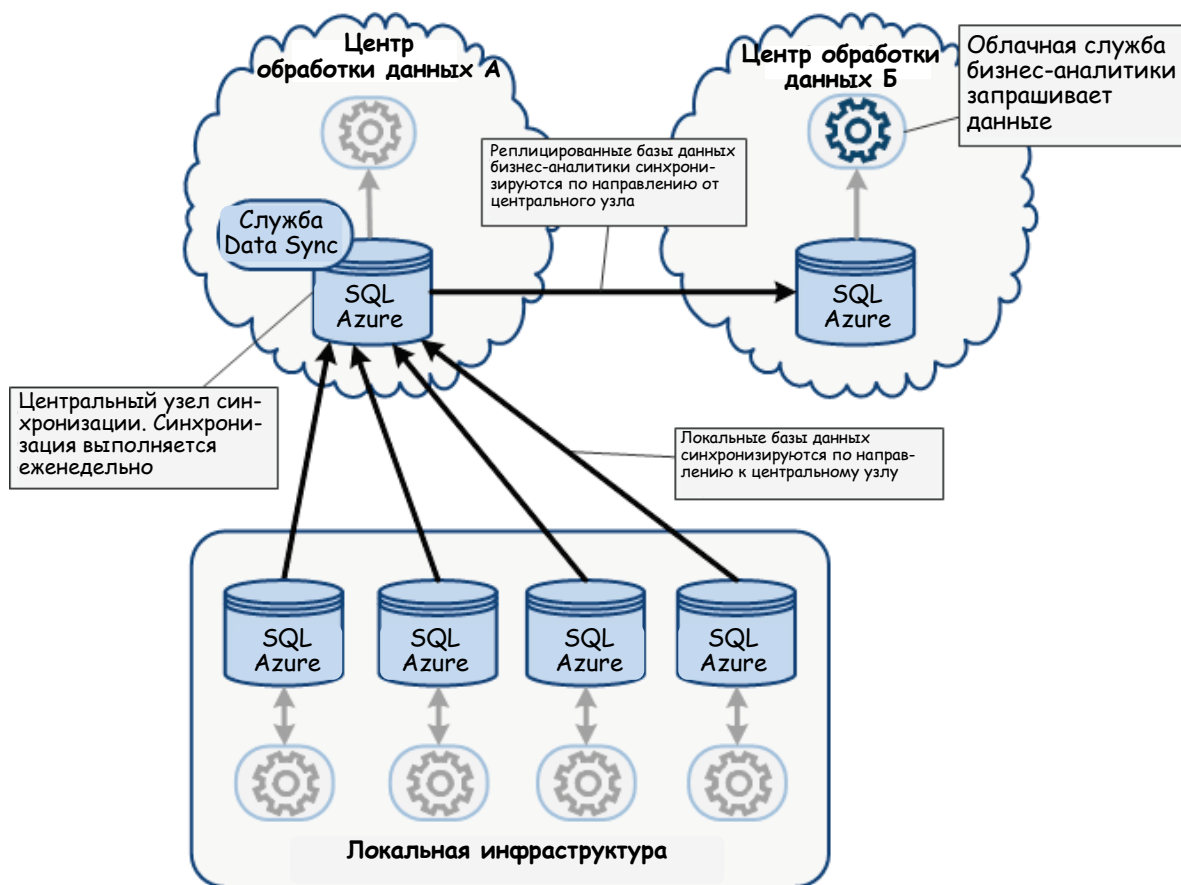 Центр
обработки данных А
Центр обработки
данных Б
Облачная служба
бизнес-аналитики
запрашивает
данные
Реплицированные базы данных
бизнес-аналитики синхрони-
зируются по направлению от
центрального узла
Служба
Data Sync
SQL
Azure
SQL
Azure
Центральный узел син-
хронизации. Синхрони-
зация выполняется
еженедельно
Локальные базы данных
синхронизируются по направ-
лению к центральному узлу
SQL
Azure
SQL
Azure
SQL
Azure
SQL
Azure
Локальная инфраструктура